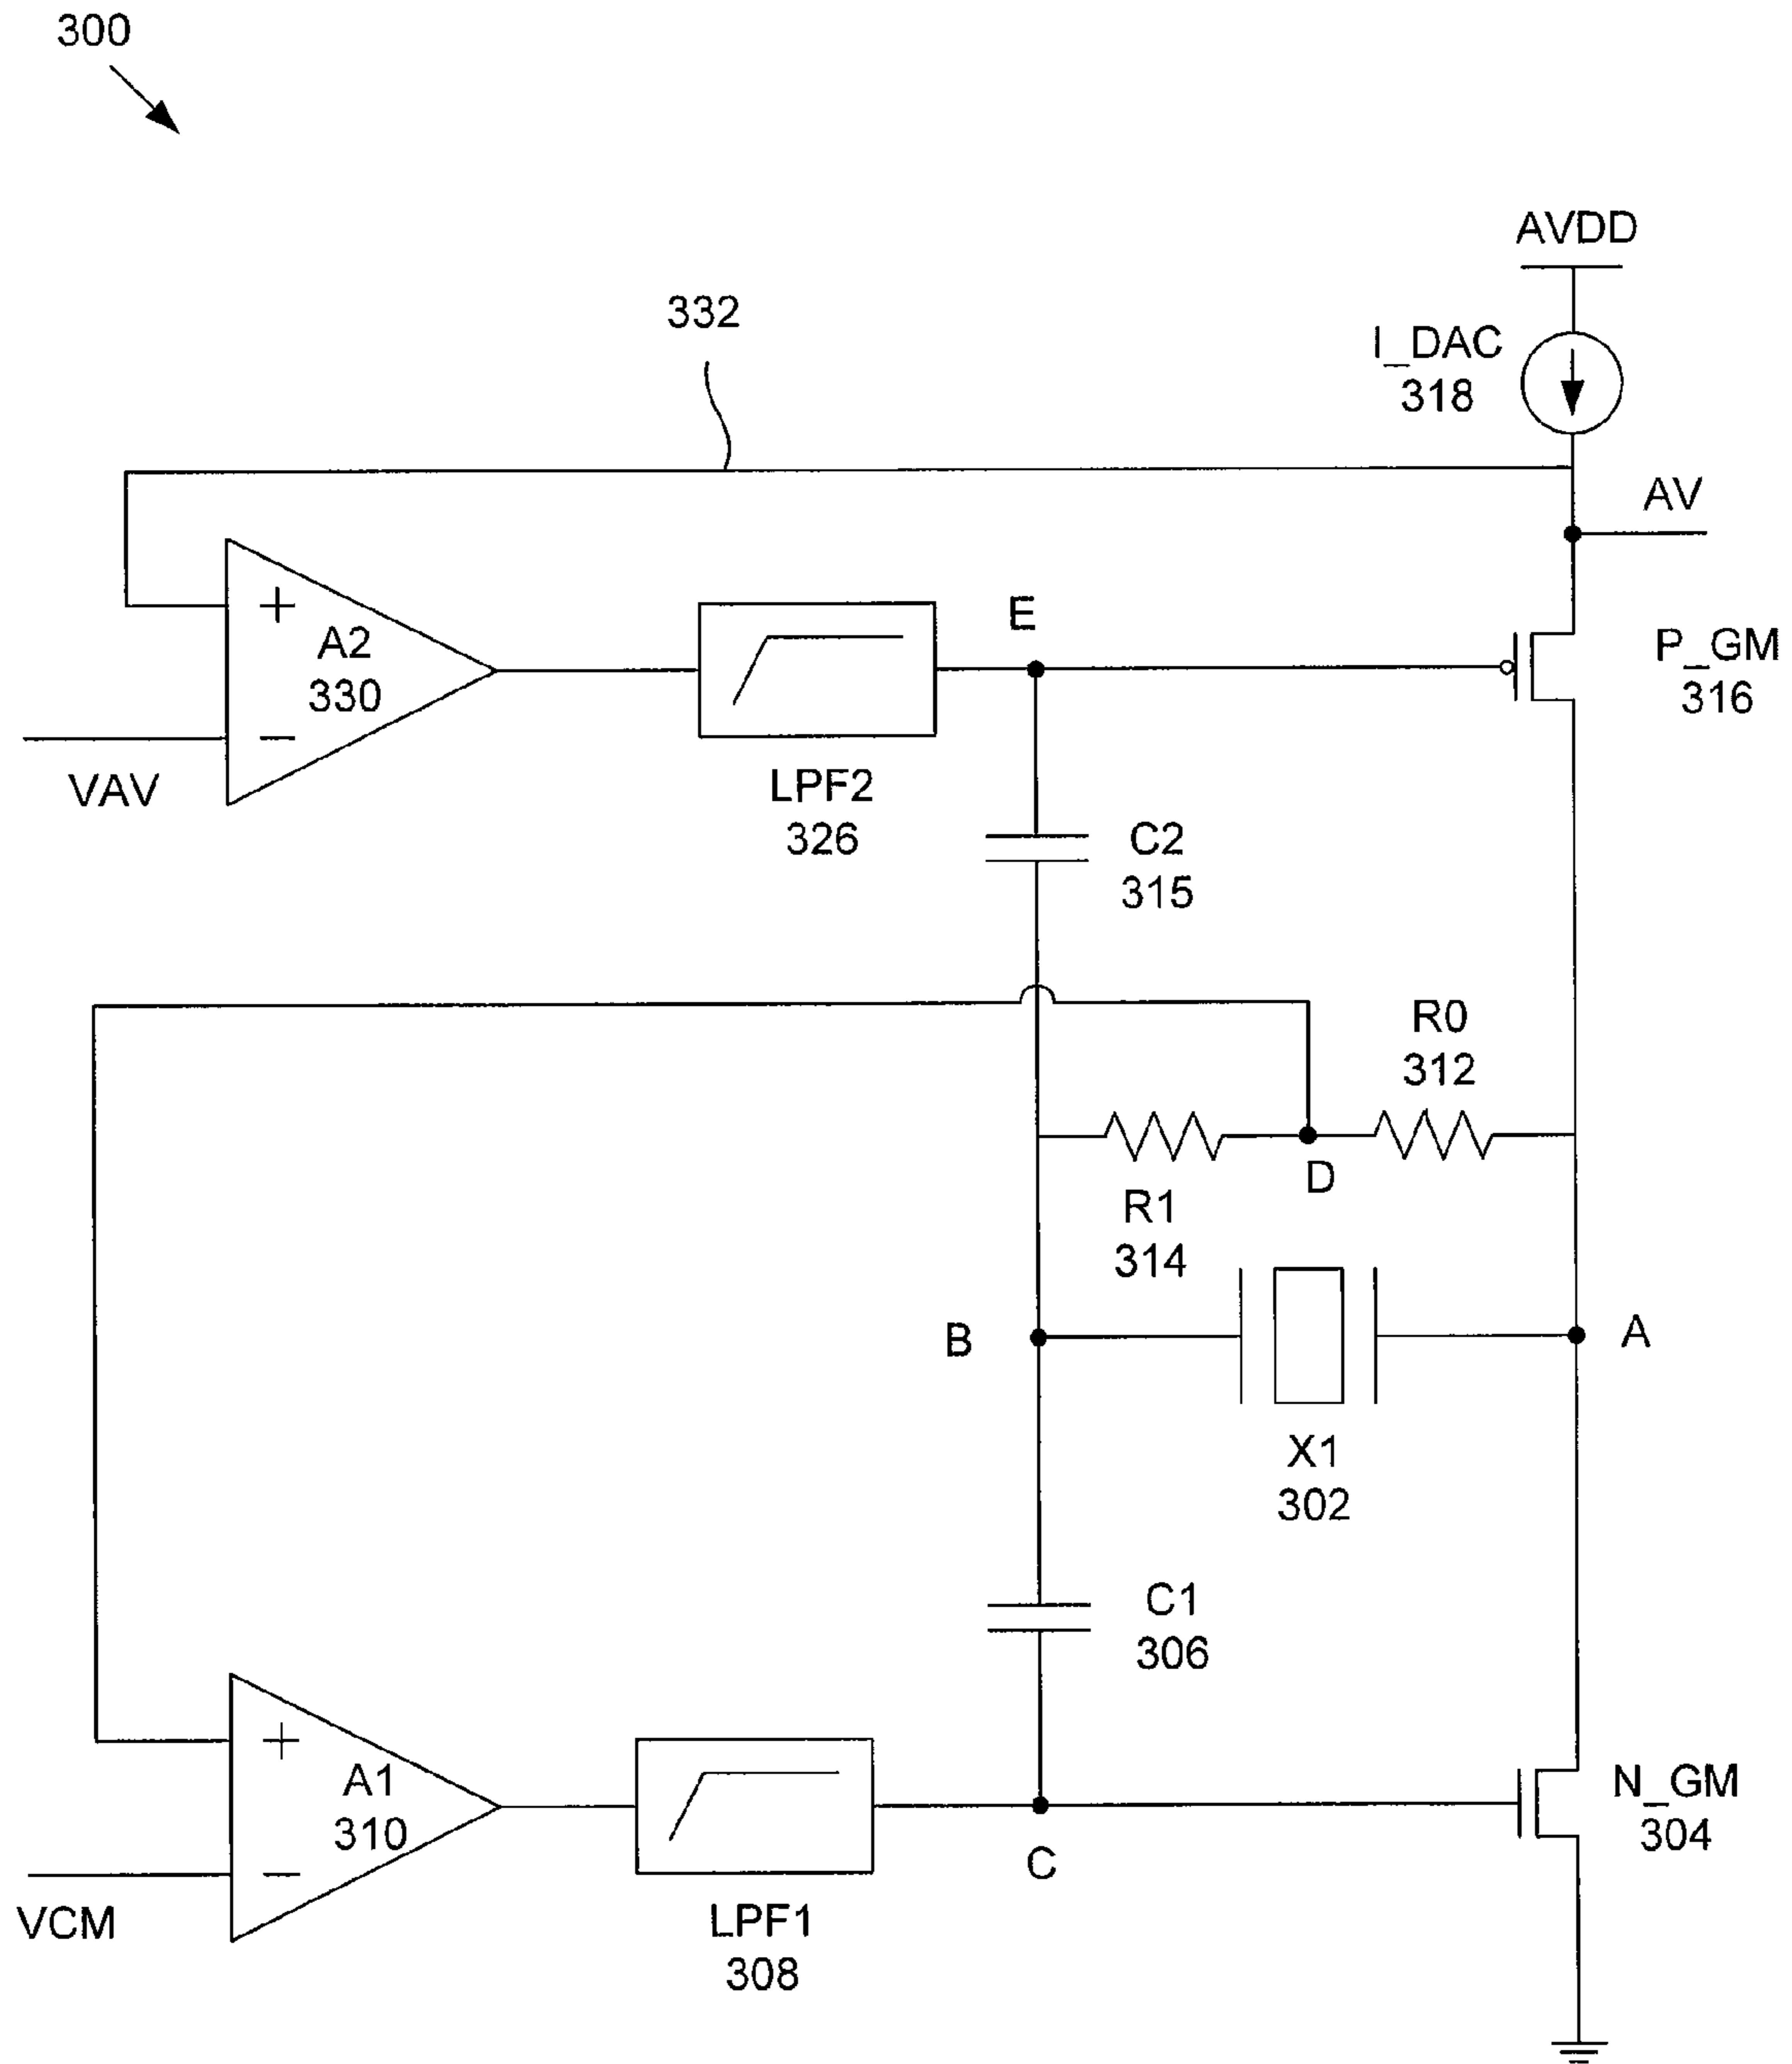 300
AVDD
332
I_DAC
318
AV
E
+
A2
330
−
P_GM
316
VAV
LPF2
326
C2
315
R0
312
D
R1
314
B
A
X1
302
C1
306
+
A1
310
−
N_GM
304
C
VCM
LPF1
308